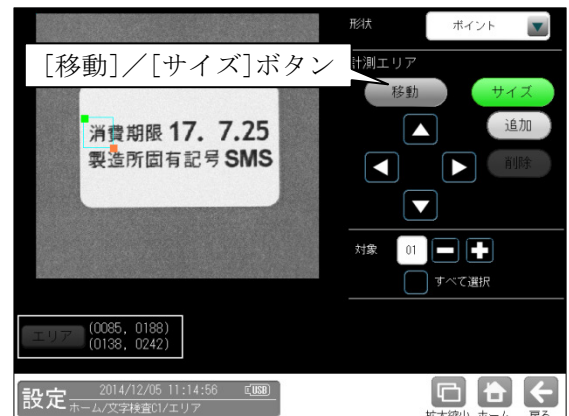 形状 ポイント
[移動]／[サイズ]ボタン
計測エリア
移動 サイズ
追加
削除
消費期限 17. 7.25
製造所固有記号 SMS
対象 01
すべて選択
エリア (0085, 0188)
(0138, 0242)
設定 2014/12/05 11:14:56 USB
ホーム/文字検査C1/エリア
拡大縮小 ホーム 戻る